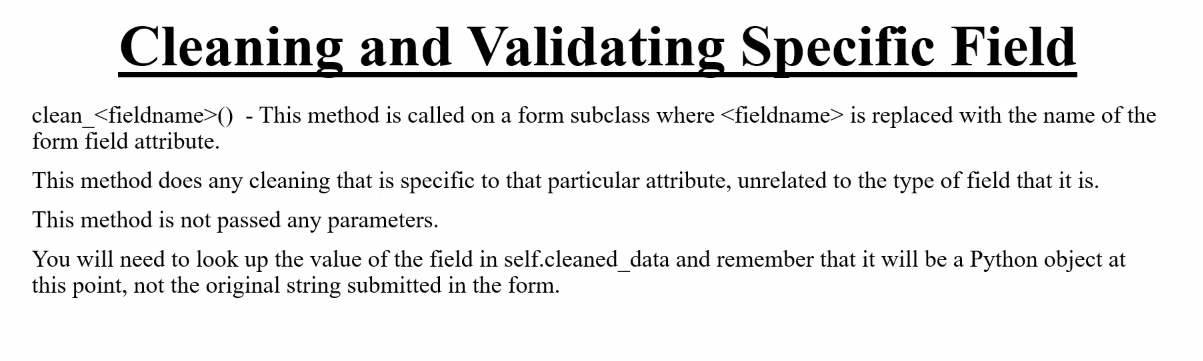 Cleaning and Validating Specific Field
clean_<fieldname>()  - This method is called on a form subclass where <fieldname> is replaced with the name of the
form field attribute.
This method does any cleaning that is specific to that particular attribute, unrelated to the type of field that it is.
This method is not passed any parameters.
You will need to look up the value of the field in self.cleaned_data and remember that it will be a Python object at
this point, not the original string submitted in the form.